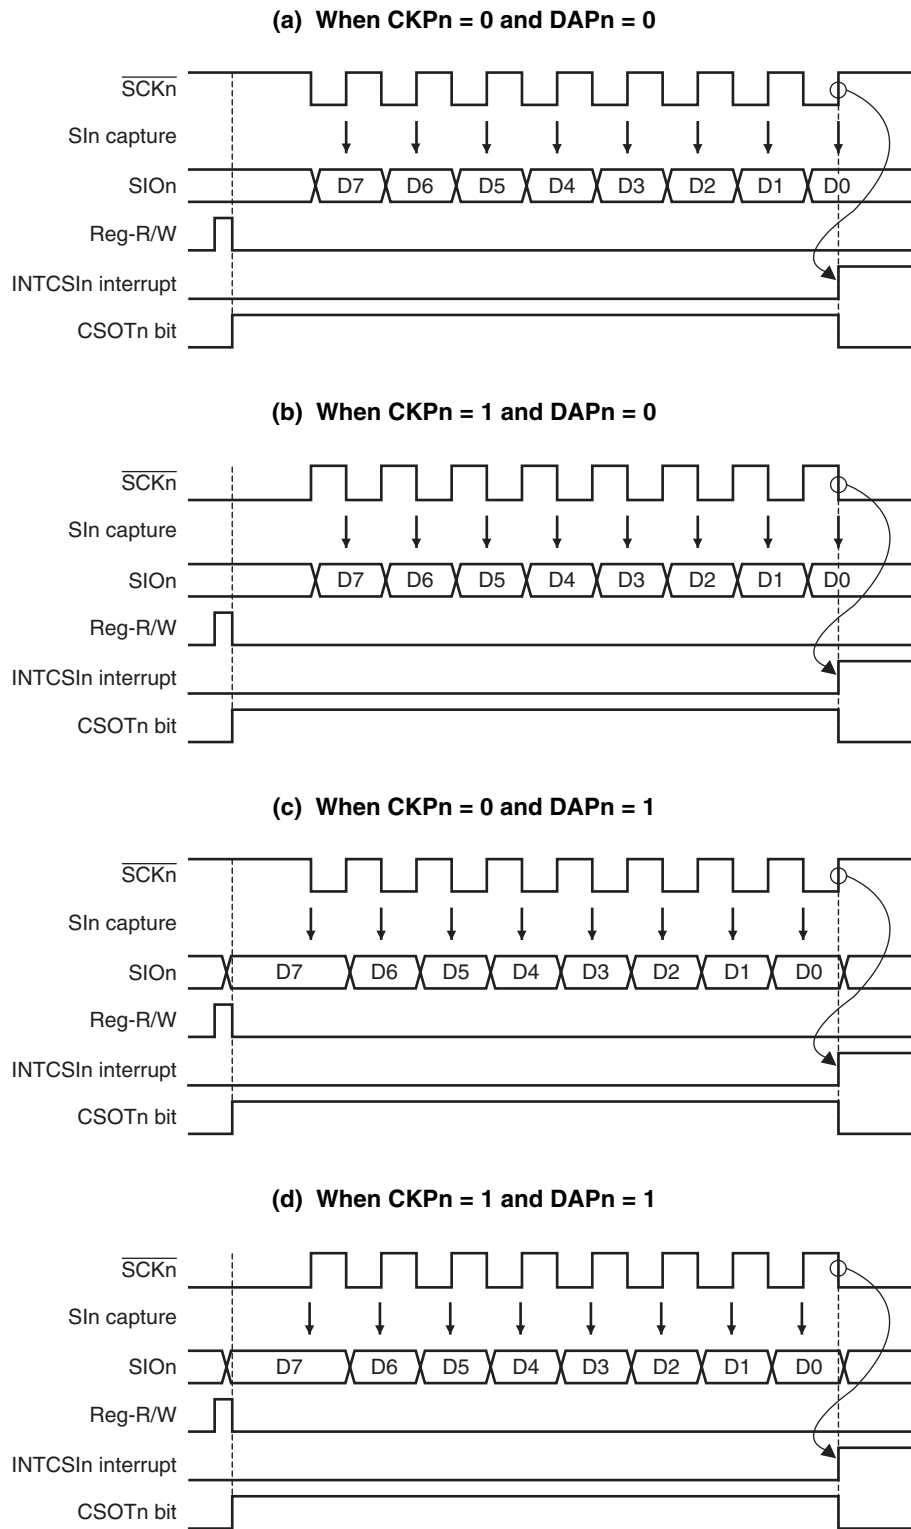 (a) When CKPn = 0 and DAPn = 0
SCKn
SIn capture
SIOn D7 D6 D5 D4 D3 D2 D1 D0
Reg-R/W
INTCSIn interrupt
CSOTn bit
(b) When CKPn = 1 and DAPn = 0
SCKn
SIn capture
SIOn D7 D6 D5 D4 D3 D2 D1 D0
Reg-R/W
INTCSIn interrupt
CSOTn bit
(c) When CKPn = 0 and DAPn = 1
SCKn
SIn capture
SIOn D7 D6 D5 D4 D3 D2 D1 D0
Reg-R/W
INTCSIn interrupt
CSOTn bit
(d) When CKPn = 1 and DAPn = 1
SCKn
SIn capture
SIOn D7 D6 D5 D4 D3 D2 D1 D0
Reg-R/W
INTCSIn interrupt
CSOTn bit